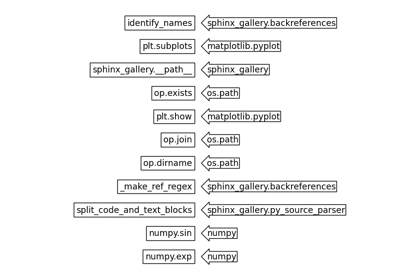 identify_names sphinx_gallery.backreferences
plt.subplots matplotlib.pyplot
sphinx_gallery.__path__ sphinx_gallery
op.exists os.path
plt.show matplotlib.pyplot
op.join os.path
op.dirname os.path
_make_ref_regex sphinx_gallery.backreferences
split_code_and_text_blocks sphinx_gallery.py_source_parser
numpy.sin numpy
numpy.exp numpy